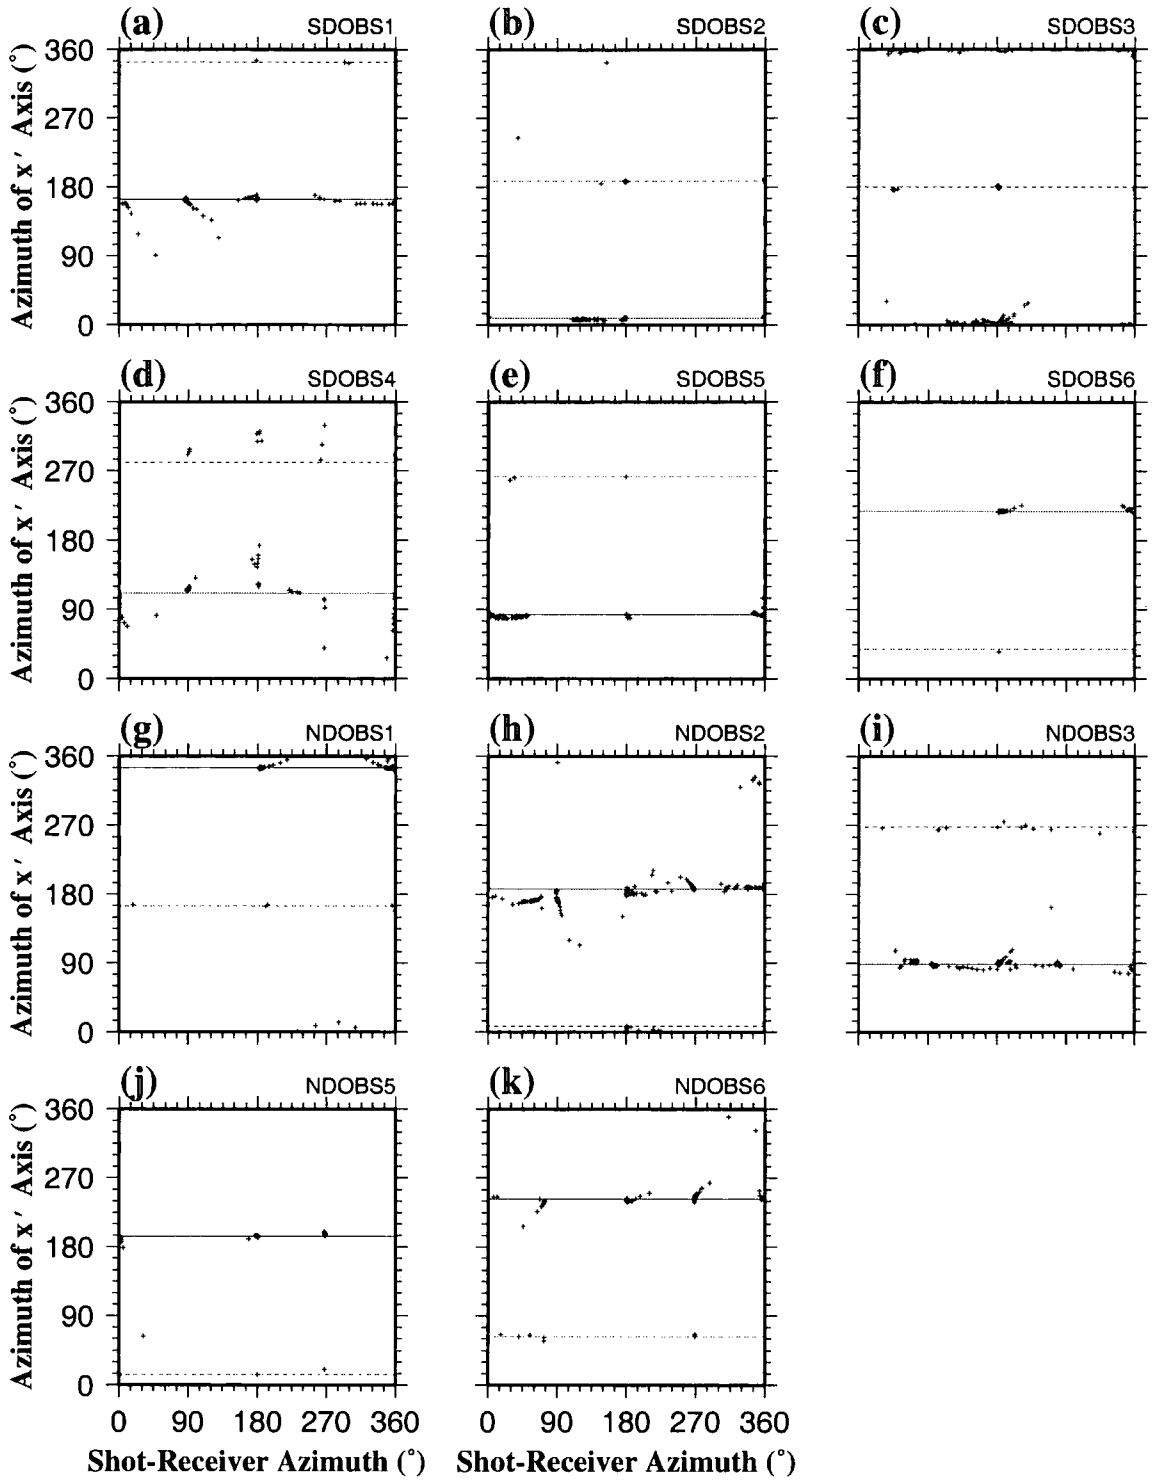 (a) SDOBS1 (b) SDOBS2 (c) SDOBS3
360
270
180
90
0
Azimuth of x′ Axis (°)
(d) SDOBS4 (e) SDOBS5 (f) SDOBS6
360
270
180
90
0
Azimuth of x′ Axis (°)
(g) NDOBS1 (h) NDOBS2 (i) NDOBS3
360
270
180
90
0
Azimuth of x′ Axis (°)
(j) NDOBS5 (k) NDOBS6
360
270
180
90
0
Azimuth of x′ Axis (°)
0 90 180 270 360 0 90 180 270 360
Shot-Receiver Azimuth (°) Shot-Receiver Azimuth (°)